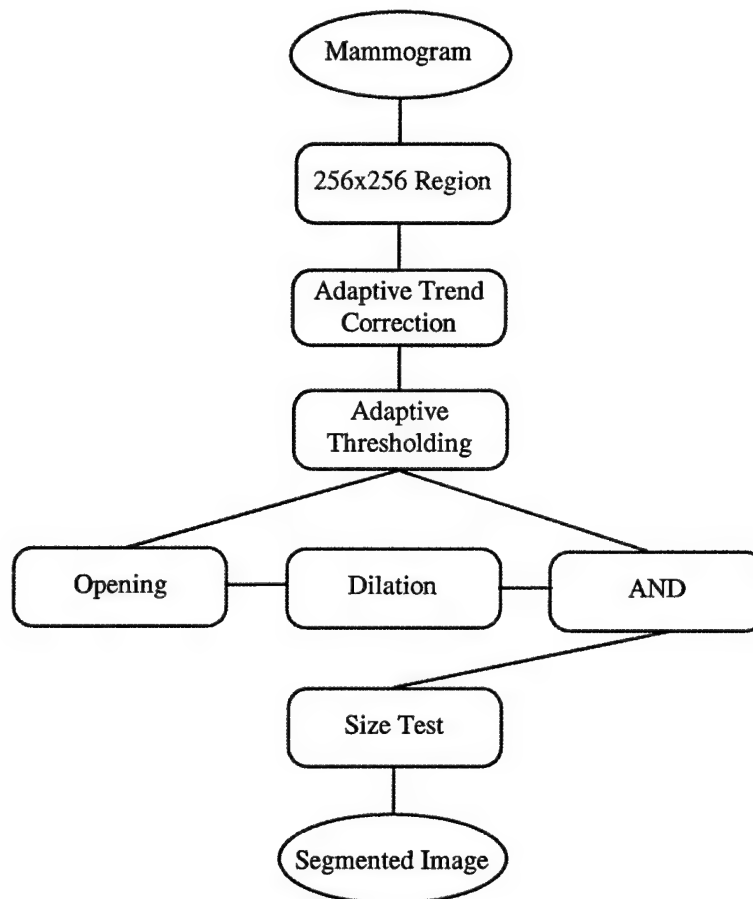 Mammogram
256x256 Region
Adaptive Trend
Correction
Adaptive
Thresholding
Opening
Dilation
AND
Size Test
Segmented Image